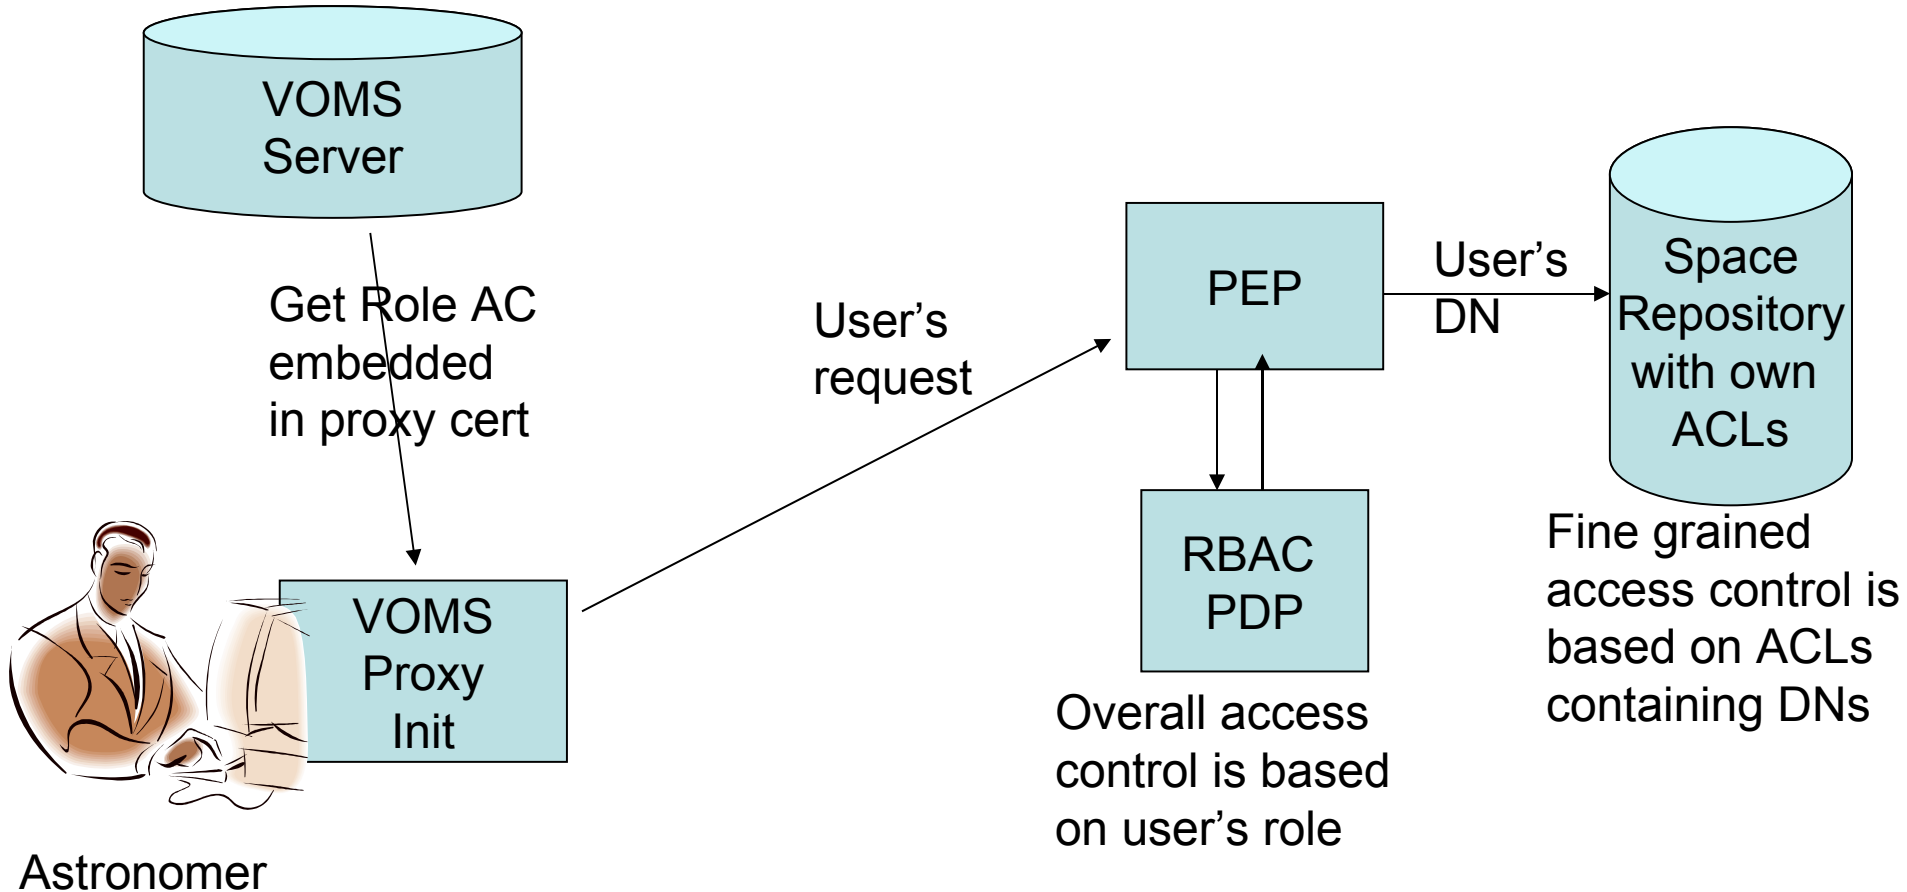 VOMS
Server
Get Role AC
embedded
in proxy cert
VOMS
Proxy
Init
Astronomer
User’s
request
PEP
RBAC
PDP
Overall access
control is based
on user’s role
User’s
DN
Space
Repository
with own
ACLs
Fine grained
access control is
based on ACLs
containing DNs